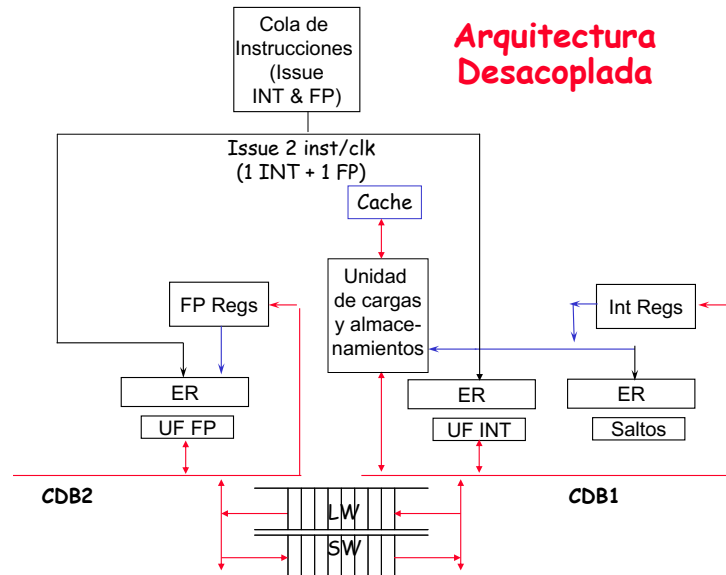 Arquitectura
Desacoplada
Cola de
Instrucciones
(Issue
INT & FP)
Issue 2 inst/clk
(1 INT + 1 FP)
Cache
Unidad
de cargas
y almace-
namientos
FP Regs
Int Regs
ER
ER
ER
UF FP
UF INT
Saltos
CDB2
CDB1
LW
SW